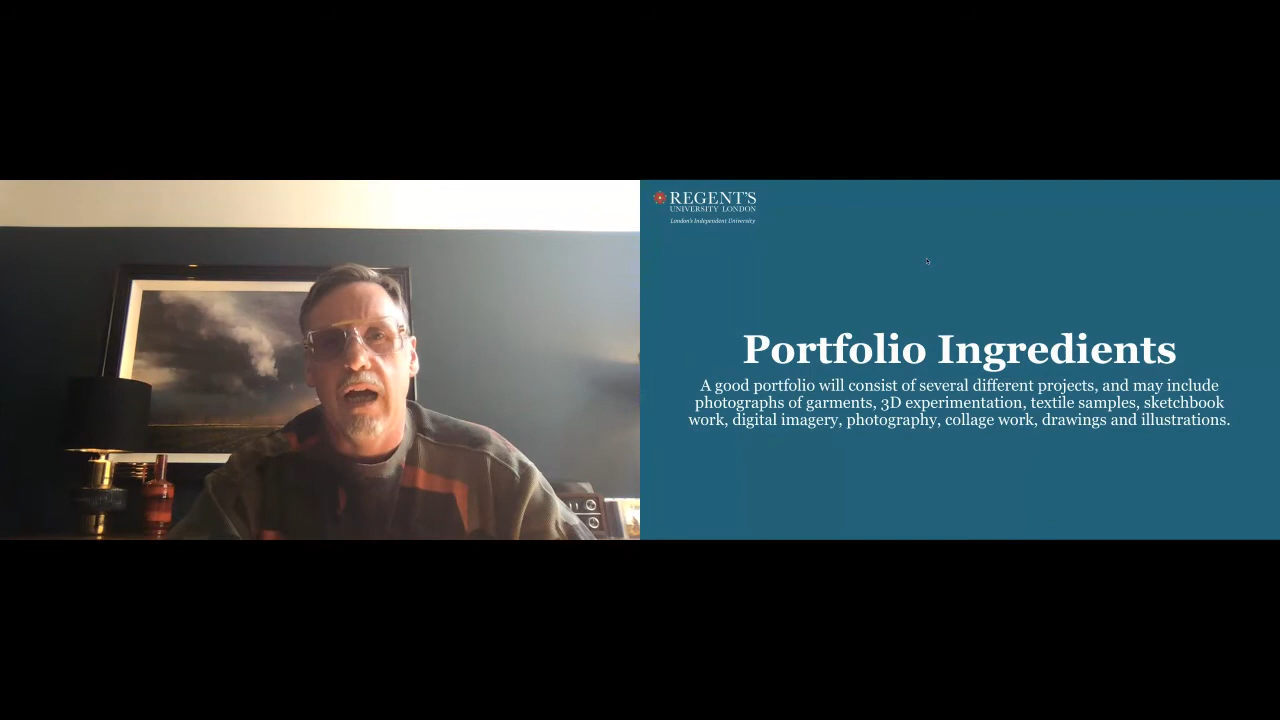 REGENT'S
UNIVERSITY LONDON
London's Independent University
Portfolio Ingredients
A good portfolio will consist of several different projects, and may include
photographs of garments, 3D experimentation, textile samples, sketchbook
work, digital imagery, photography, collage work, drawings and illustrations.